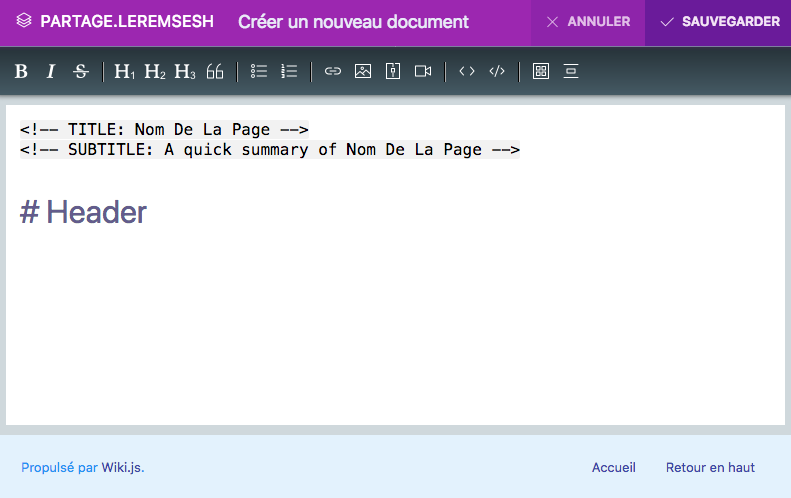 PARTAGE.LEREMSESH Créer un nouveau document ANNULER SAUVEGARDER
B I S H1 H2 H3
<!-- TITLE: Nom De La Page -->
<!-- SUBTITLE: A quick summary of Nom De La Page -->
# Header
Propulsé par Wiki.js. Accueil Retour en haut